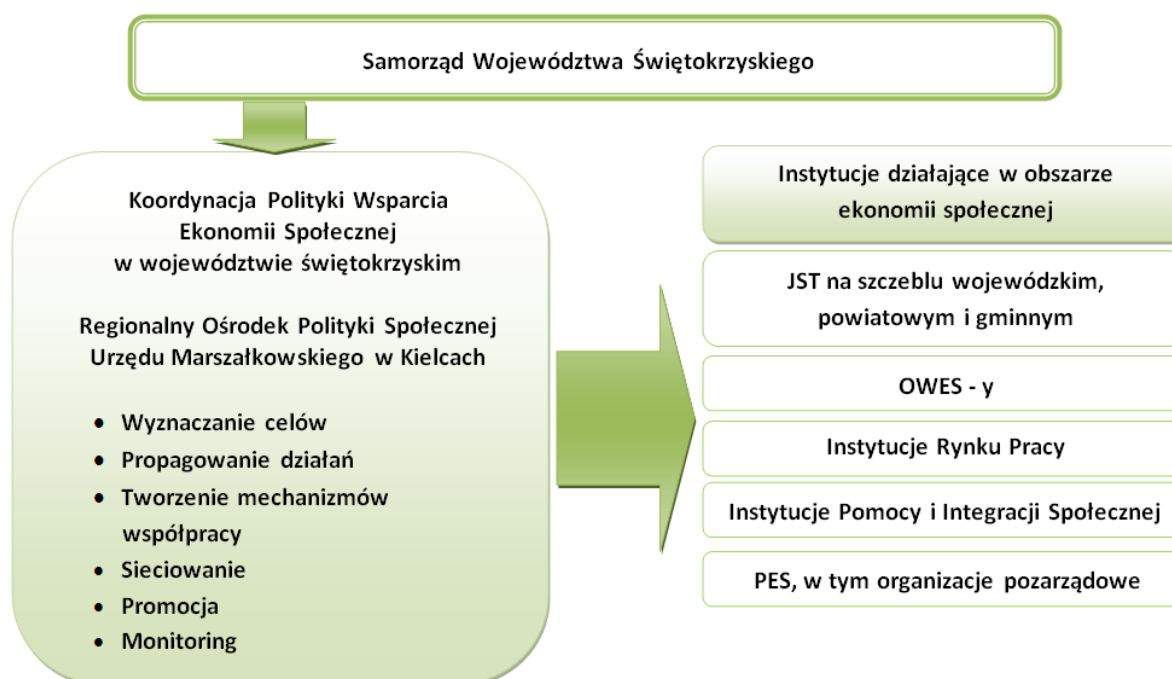 Samorząd Województwa Świętokrzyskiego
Koordynacja Polityki Wsparcia
Ekonomii Społecznej
w województwie świętokrzyskim
Regionalny Ośrodek Polityki Społecznej
Urzędu Marszałkowskiego w Kielcach
• Wyznaczanie celów
• Propagowanie działań
• Tworzenie mechanizmów
współpracy
• Sieciowanie
• Promocja
• Monitoring
Instytucje działające w obszarze
ekonomii społecznej
JST na szczeblu wojewódzkim,
powiatowym i gminnym
OWES - y
Instytucje Rynku Pracy
Instytucje Pomocy i Integracji Społecznej
PES, w tym organizacje pozarządowe